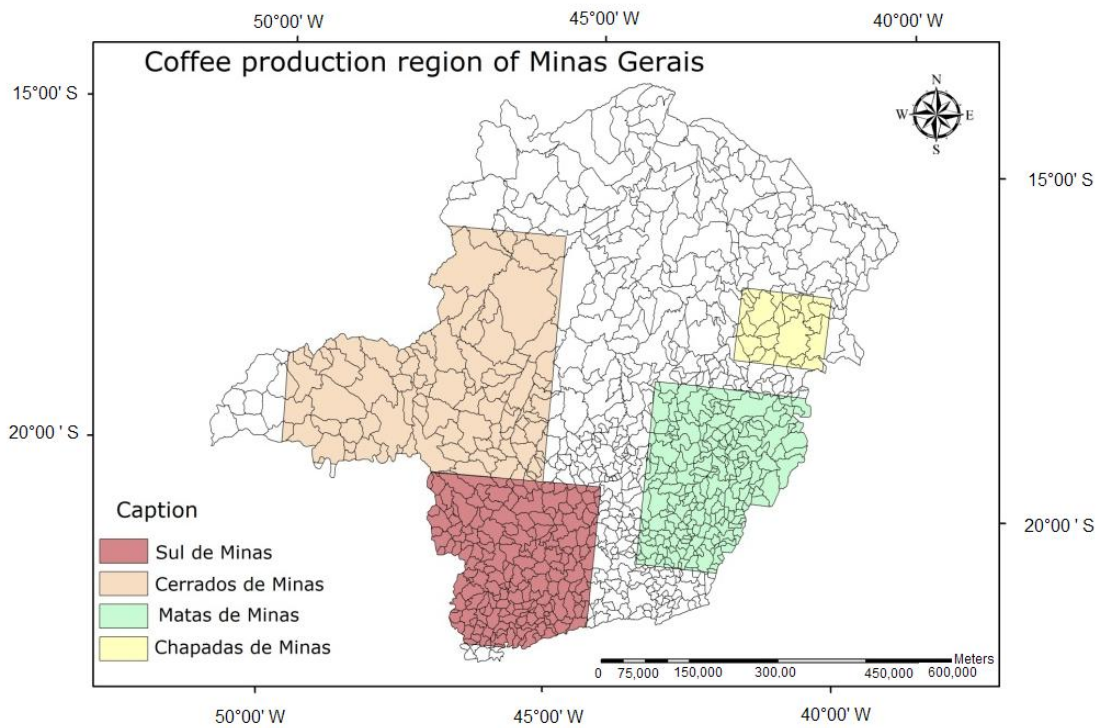 50°00' W 45°00' W 40°00' W
Coffee production region of Minas Gerais
15°00' S
N
W E
S
15°00' S
20°00 ' S
20°00 ' S
Caption
Sul de Minas
Cerrados de Minas
Matas de Minas
Chapadas de Minas
Meters
0 75,000 150,000 300.00 450,000 600,000
50°00' W 45°00' W 40°00' W